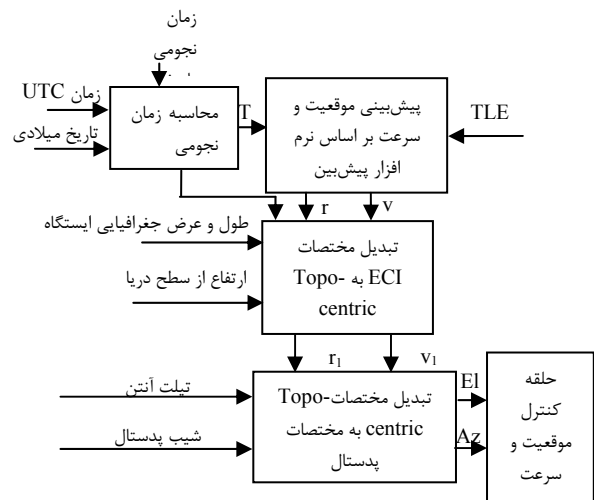 زمان
نجومی
زمان UTC
تاریخ میلادی
محاسبه زمان
نجومی
T
پیش‌بینی موقعیت و
سرعت بر اساس نرم
افزار پیش‌بین
TLE
r
v
طول و عرض جغرافیایی ایستگاه
ارتفاع از سطح دریا
تبدیل مختصات
ECI به Topo-
centric
r1
v1
تیلت آنتن
شیب پدستال
تبدیل مختصات Topo-
centric به مختصات
پدستال
El
Az
حلقه
کنترل
موقعیت و
سرعت